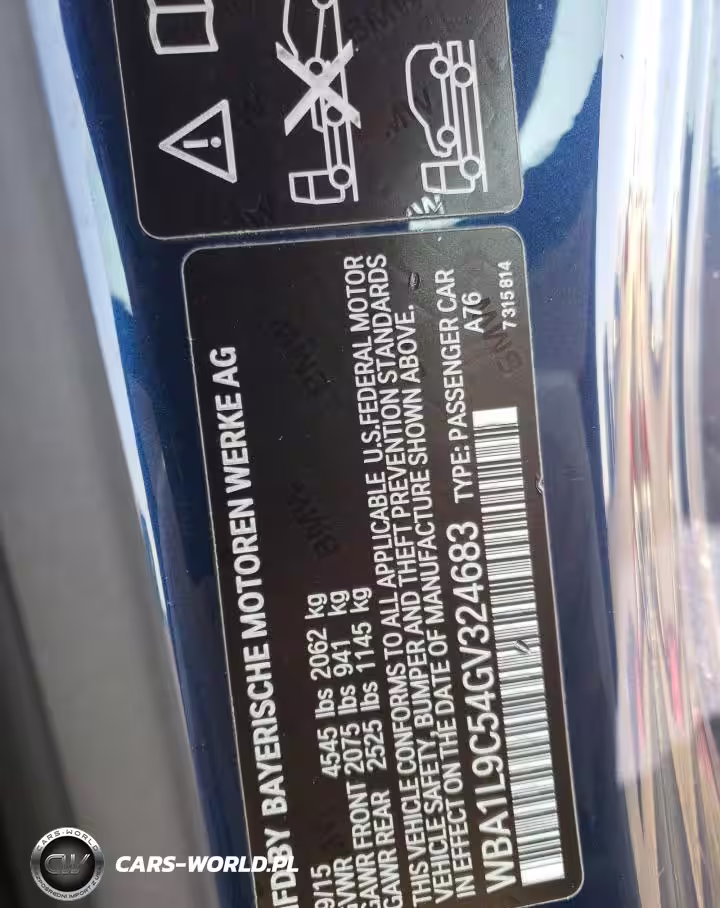 MFD BY BAYERISCHE MOTOREN WERKE AG
9/15
GVWR 4545 lbs 2062 kg
GAWR FRONT 2075 lbs 941 kg
GAWR REAR 2525 lbs 1145 kg
THIS VEHICLE CONFORMS TO ALL APPLICABLE U.S.FEDERAL MOTOR
VEHICLE SAFETY, BUMPER AND THEFT PREVENTION STANDARDS
IN EFFECT ON THE DATE OF MANUFACTURE SHOWN ABOVE.
WBA1L9C54GV324683 TYPE: PASSENGER CAR
A76
7315814
CARS-WORLD.PL